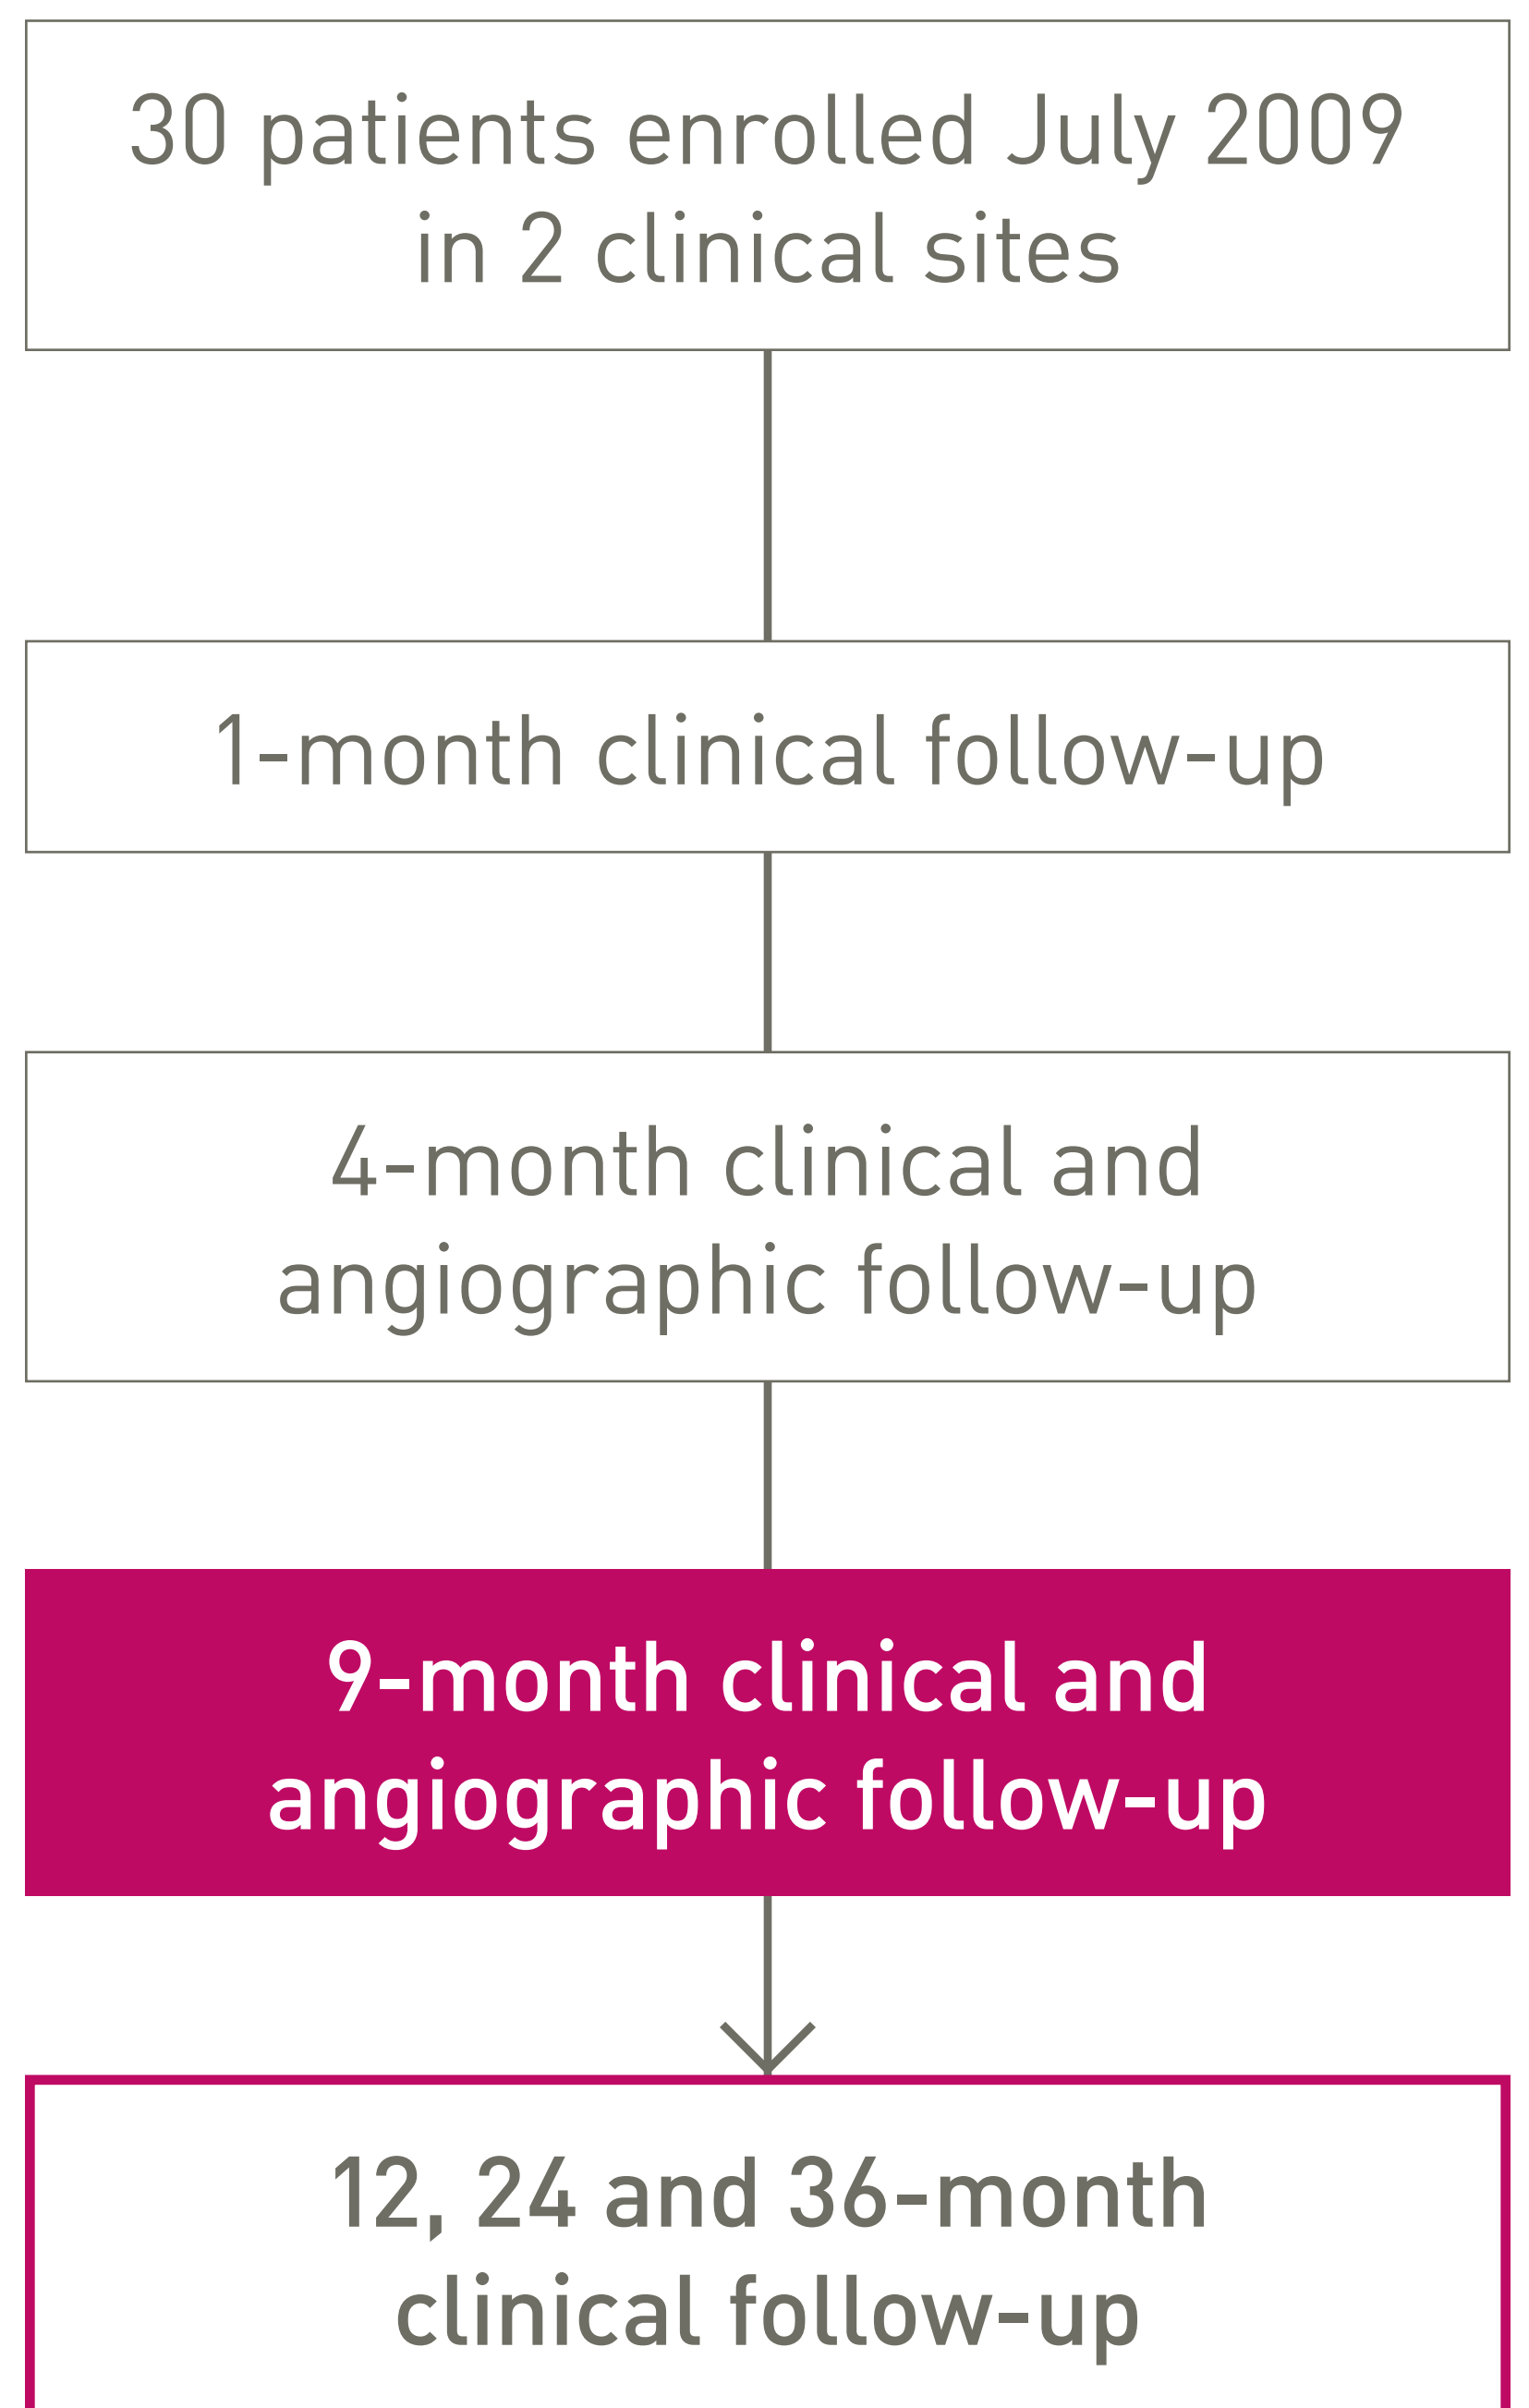 30 patients enrolled July 2009
in 2 clinical sites
1-month clinical follow-up
4-month clinical and
angiographic follow-up
9-month clinical and
angiographic follow-up
12, 24 and 36-month
clinical follow-up